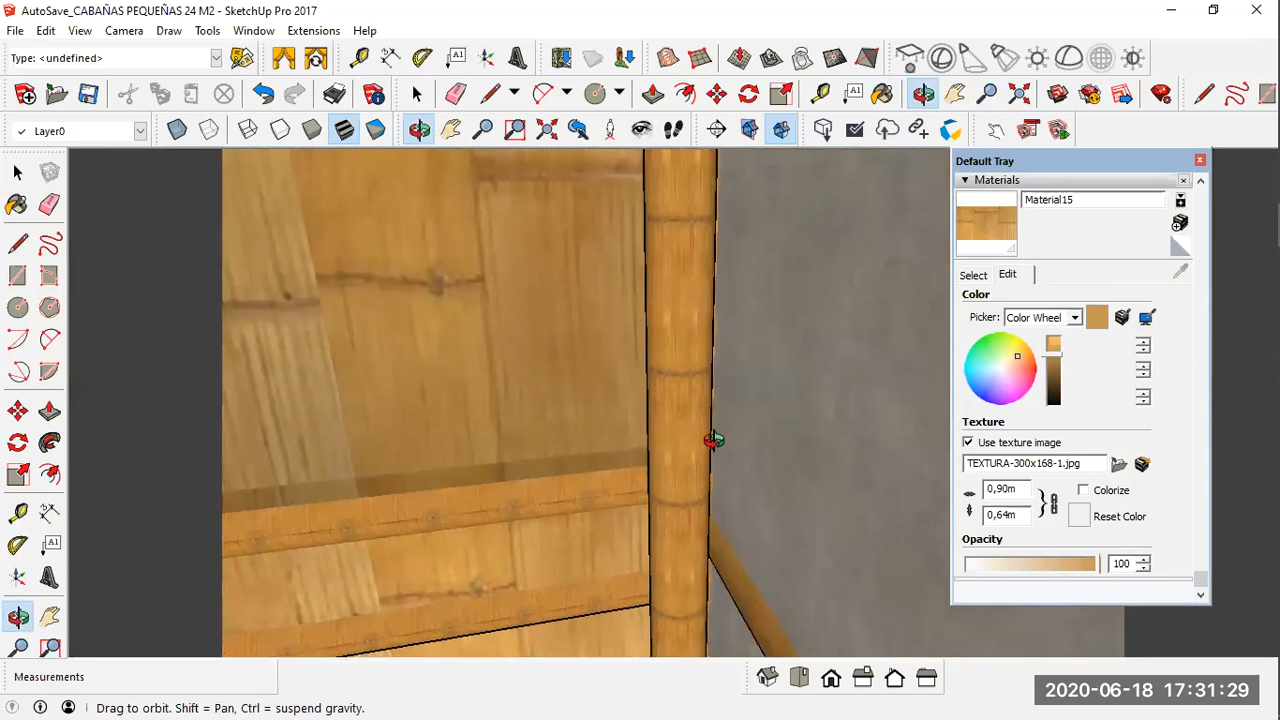 AutoSave_CABAÑAS PEQUEÑAS 24 M2 - SketchUp Pro 2017
File Edit View Camera Draw Tools Window Extensions Help
Type: <undefined>
A1
A1
Layer0
Default Tray
Materials
Material15
Select Edit
Color
Picker: Color Wheel
Texture
Use texture image
TEXTURA-300x168-1.jpg
0,90m Colorize
0,64m Reset Color
Opacity
100
A1
Measurements
2020-06-18 17:31:29
Drag to orbit. Shift = Pan, Ctrl = suspend gravity.